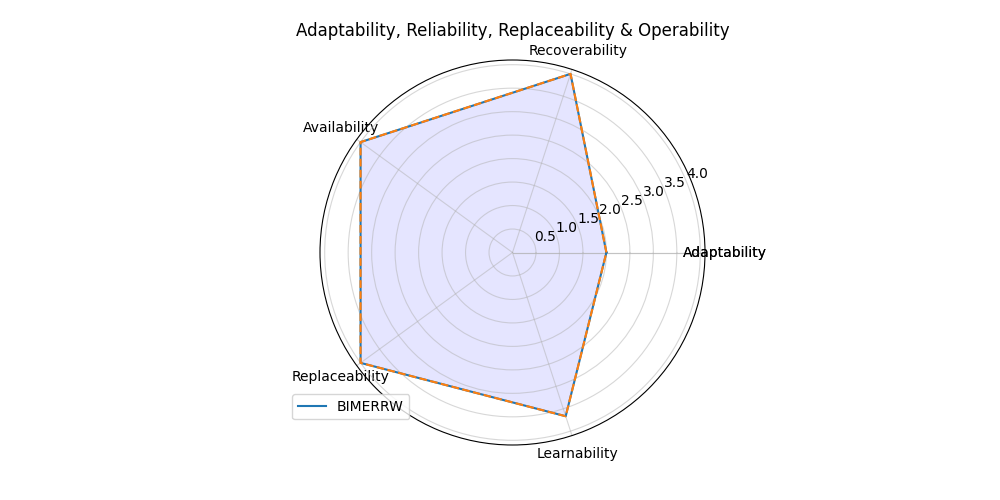 Adaptability, Reliability, Replaceability & Operability
Recoverability
Availability
4.0
3.5
3.0
2.5
2.0
1.5
1.0
0.5
Adaptability
Replaceability
BIMERRW
Learnability